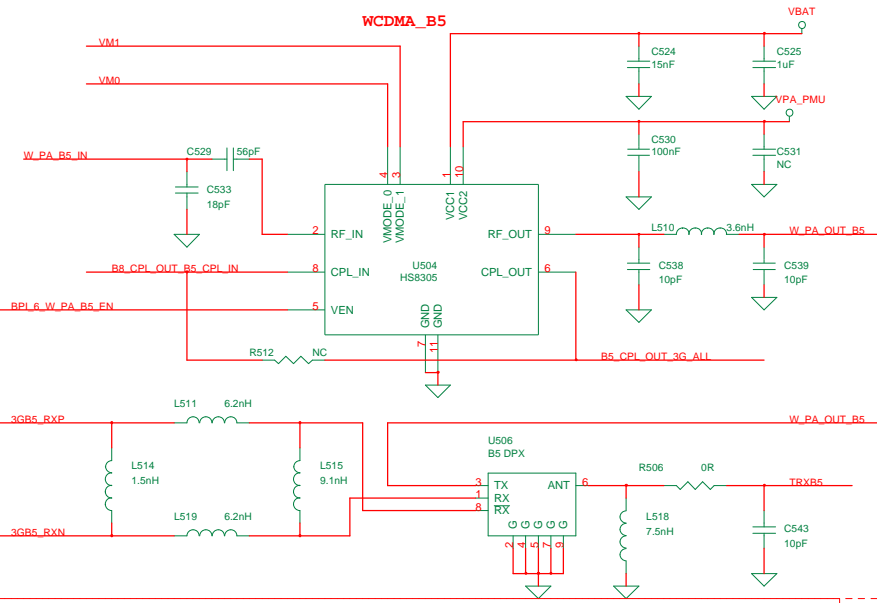 WCDMA_B5
VBAT
VM1
C524
15nF
C525
1uF
VM0
VPA_PMU
C530
100nF
C531
NC
W_PA_B5_IN
C529
56pF
C533
18pF
4
3
1
10
VMODE_0
VMODE_1
VCC1
VCC2
2
RF_IN
RF_OUT
9
L510
3.6nH
W_PA_OUT_B5
B8_CPL_OUT_B5_CPL_IN
8
CPL_IN
U504
HS8305
CPL_OUT
6
C538
10pF
C539
10pF
BPI_6_W_PA_B5_EN
5
VEN
GND
GND
7
11
R512
NC
B5_CPL_OUT_3G_ALL
L511
6.2nH
3GB5_RXP
W_PA_OUT_B5
L514
1.5nH
L515
9.1nH
U506
B5 DPX
3
TX
ANT
6
R506
0R
TRXB5
1
RX
8
RX
L519
6.2nH
3GB5_RXN
G
G
G
G
G
2
4
5
7
9
L518
7.5nH
C543
10pF